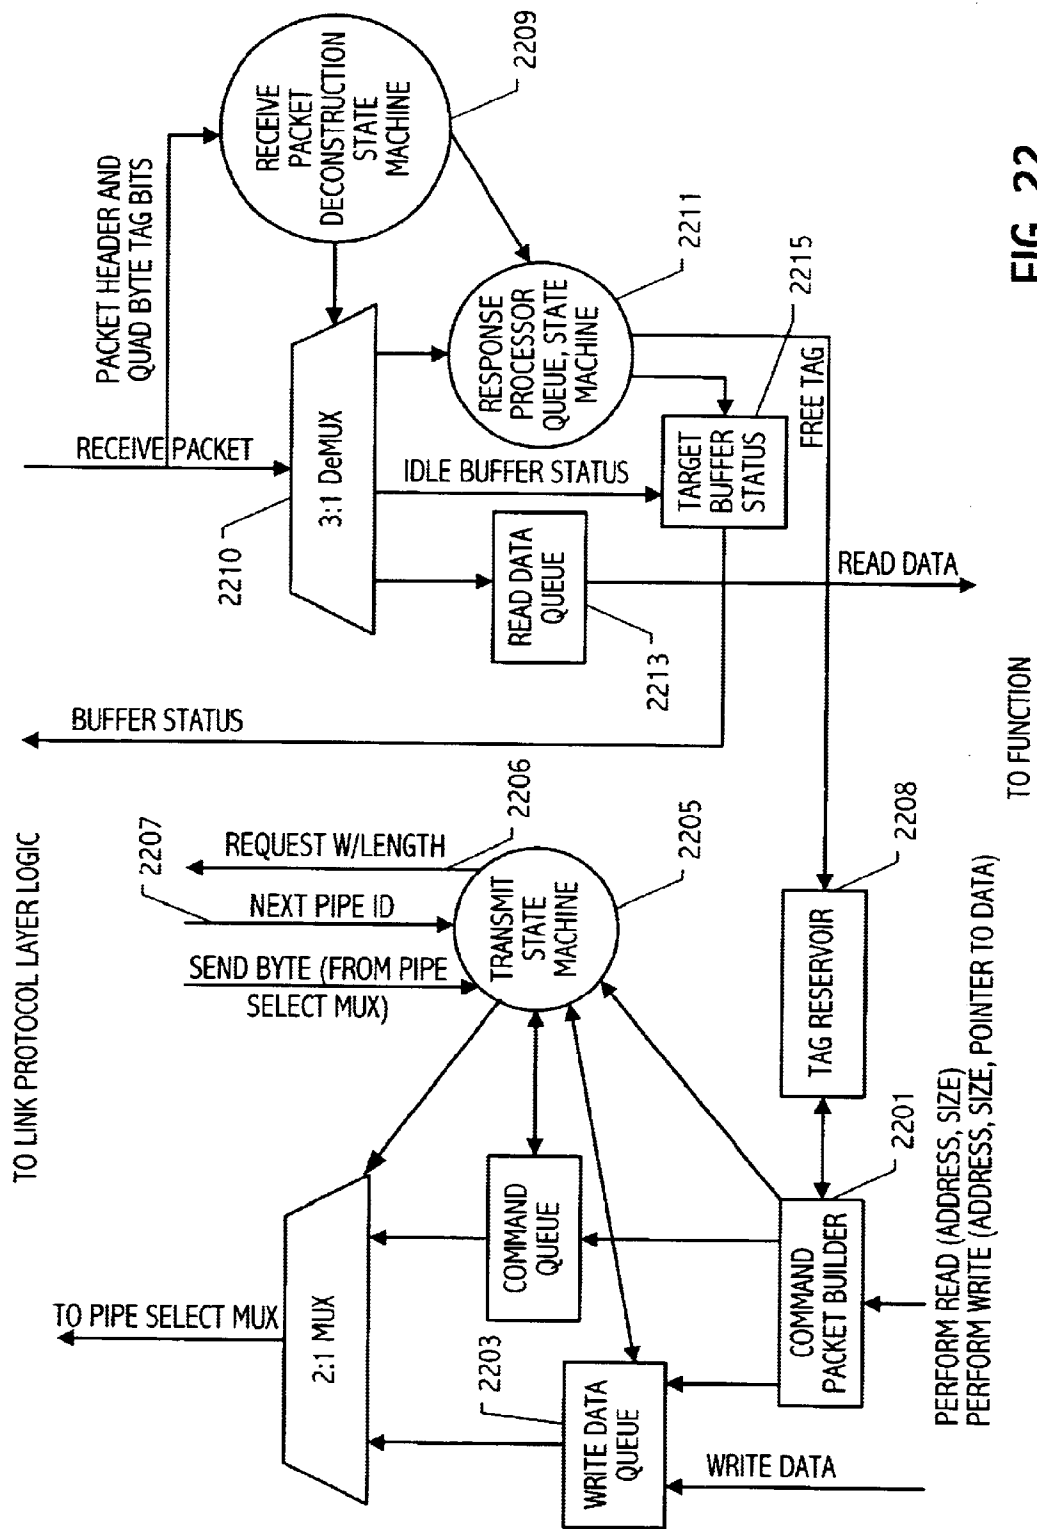 TO LINK PROTOCOL LAYER LOGIC
TO PIPE SELECT MUX
2:1 MUX
2203
WRITE DATA
QUEUE
WRITE DATA
COMMAND
QUEUE
COMMAND
PACKET BUILDER
2201
PERFORM READ (ADDRESS, SIZE)
PERFORM WRITE (ADDRESS, SIZE, POINTER TO DATA)
SEND BYTE (FROM PIPE
SELECT MUX)
NEXT PIPE ID
2207
REQUEST W/LENGTH
2206
TRANSMIT
STATE
MACHINE
2205
TAG RESERVOIR
2208
TO FUNCTION
BUFFER STATUS
RECEIVE PACKET
PACKET HEADER AND
QUAD BYTE TAG BITS
2210
3:1 DeMUX
RECEIVE
PACKET
DECONSTRUCTION
STATE
MACHINE
2209
READ DATA
QUEUE
2213
IDLE BUFFER STATUS
RESPONSE
PROCESSOR
QUEUE, STATE
MACHINE
2211
TARGET
BUFFER
STATUS
2215
FREE TAG
READ DATA
FIG. 22